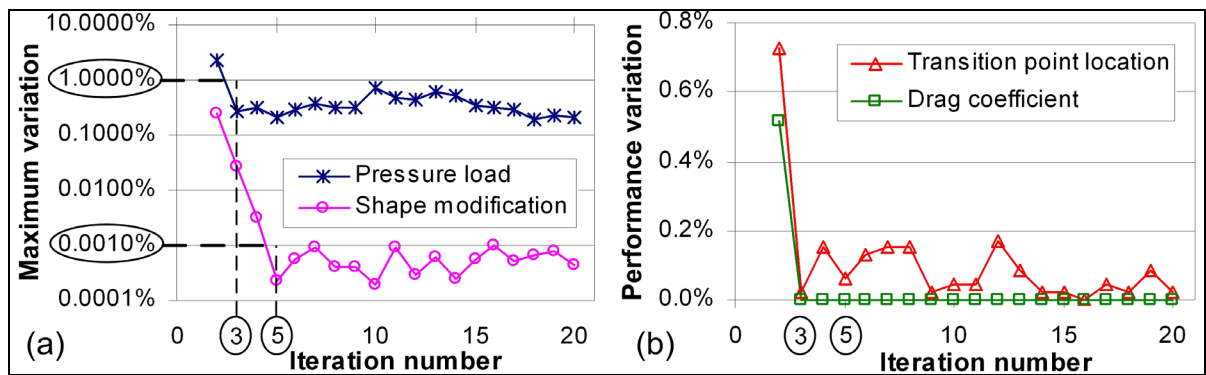 10.0000%
1.0000%
0.1000%
0.0100%
0.0010%
0.0001%
Maximum variation
Pressure load
Shape modification
0 3 5 10 15 20
Iteration number
(a)
0.8%
0.6%
0.4%
0.2%
0.0%
Performance variation
Transition point location
Drag coefficient
0 3 5 10 15 20
Iteration number
(b)